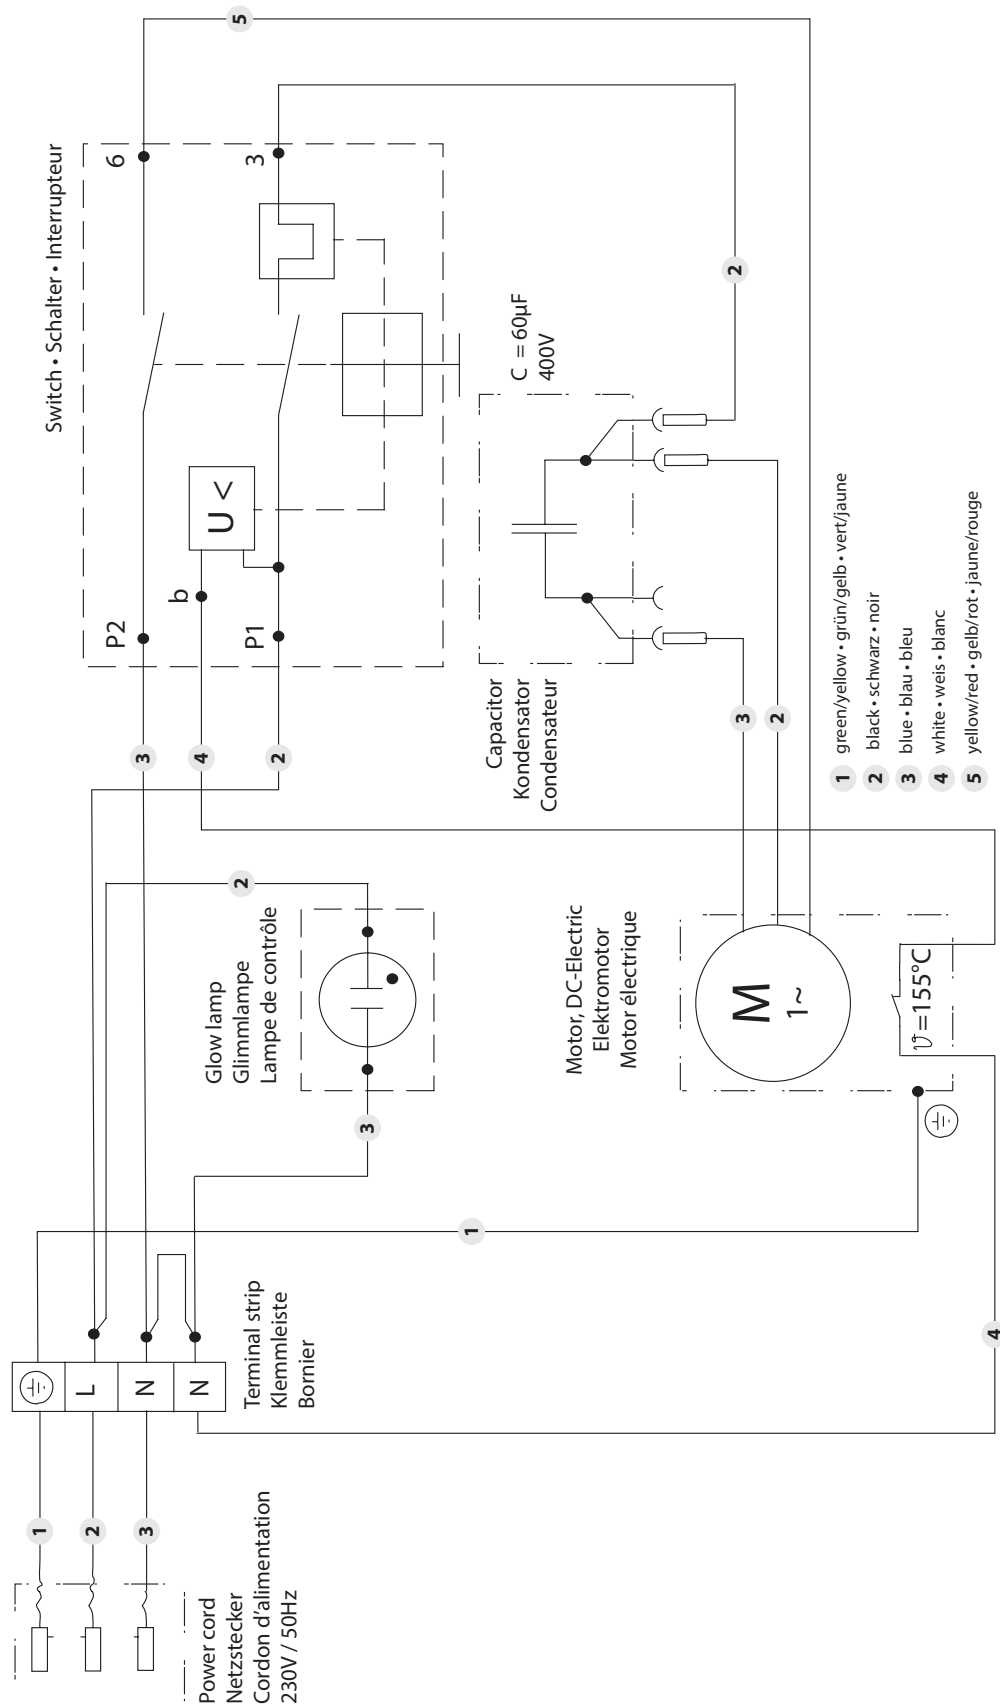 Power cord
Netzstecker
Cordon d'alimentation
230V / 50Hz
1
2
3
L
N
N
Terminal strip
Klemmleiste
Bornier
1
4
Glow lamp
Glimmlampe
Lampe de contrôle
3
2
Motor, DC-Electric
Elektromotor
Motor électrique
M
1~
ϑ=155°C
3
4
2
3
2
Capacitor
Kondensator
Condensateur
C = 60µF
400V
Switch • Schalter • Interrupteur
P2
b
P1
U <
6
3
5
2
1 green/yellow • grün/gelb • vert/jaune
2 black • schwarz • noir
3 blue • blau • bleu
4 white • weis • blanc
5 yellow/red • gelb/rot • jaune/rouge